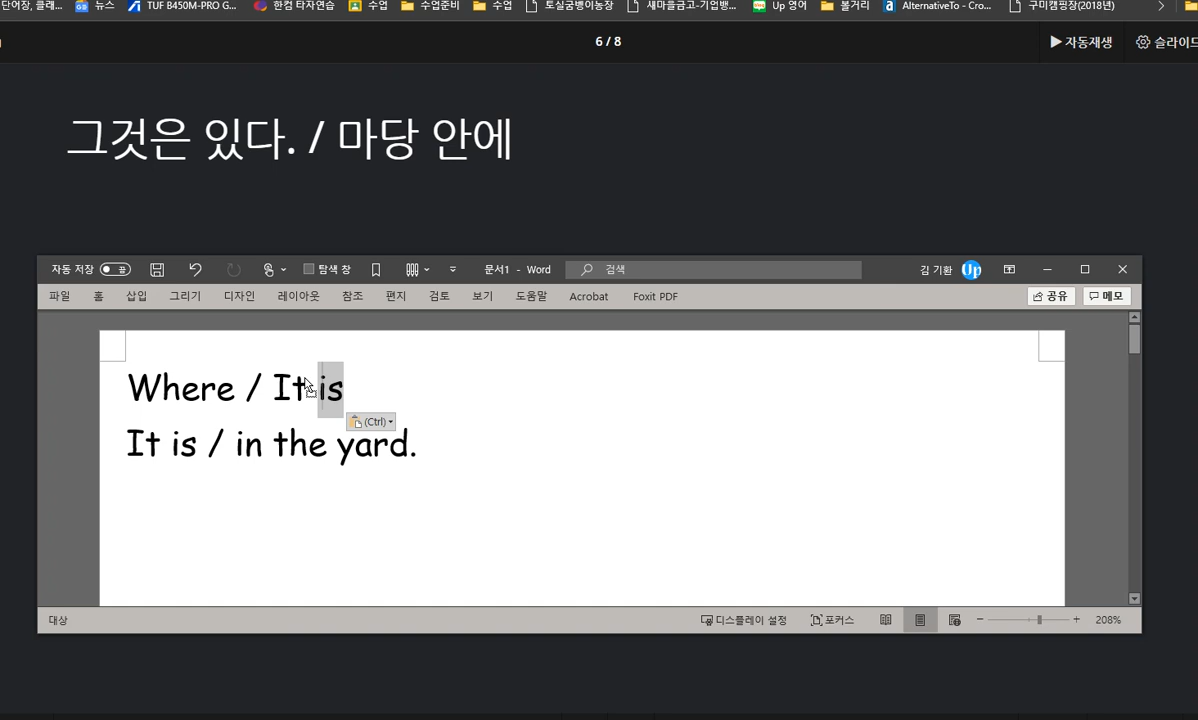 단어장, 클래... 뉴스 TUF B450M-PRO G... 한컴 타자연습 수업 수업준비 수업 토실굼벵이농장 새마을금고-기업뱅... Up 영어 볼거리 AlternativeTo - Cro... 구미캠핑장(2018년)
6 / 8 자동재생 슬라이드
그것은 있다. / 마당 안에
자동 저장 끔 탐색 창 문서1 - Word 검색 김 기환 Up
파일 홈 삽입 그리기 디자인 레이아웃 참조 편지 검토 보기 도움말 Acrobat Foxit PDF 공유 메모
Where / It is
(Ctrl)
It is / in the yard.
대상 디스플레이 설정 포커스 208%